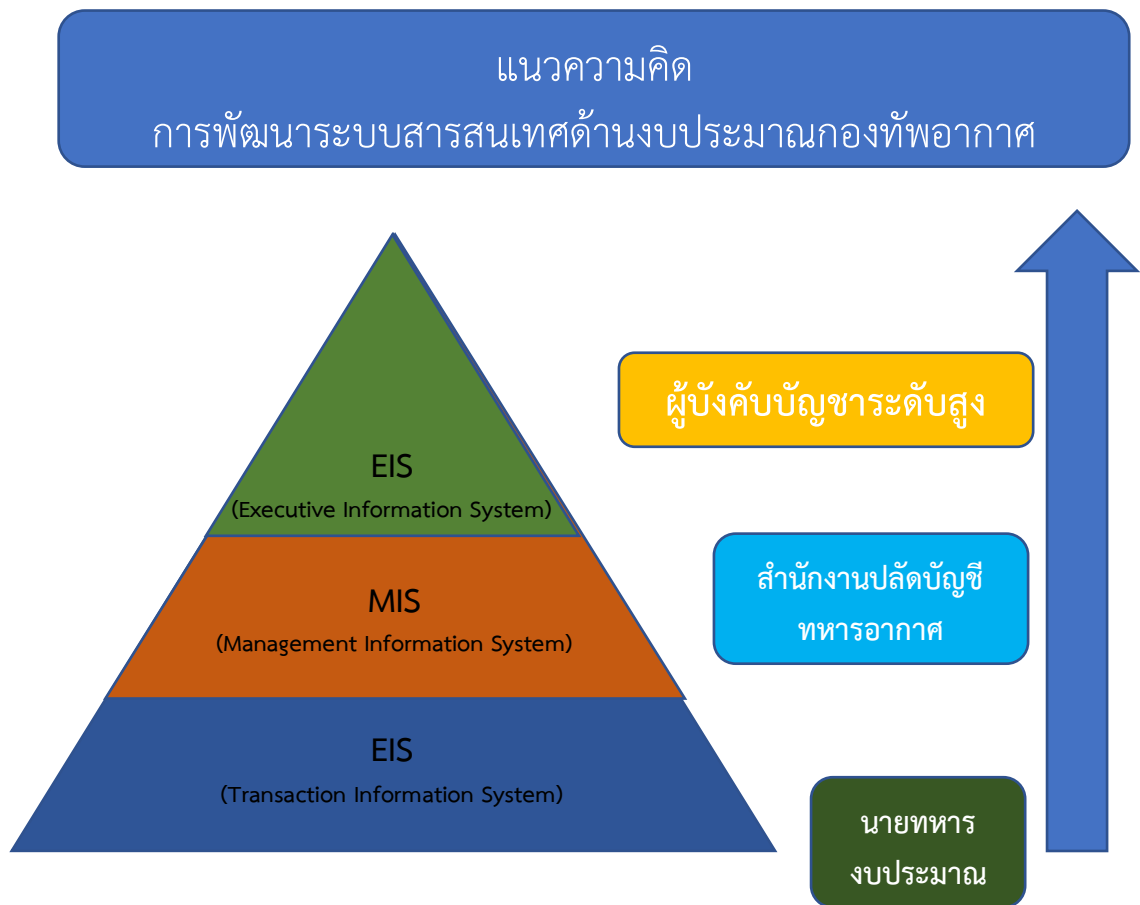 แนวความคิด
การพัฒนาระบบสารสนเทศด้านงบประมาณกองทัพอากาศ
ผู้บังคับบัญชาระดับสูง
EIS
(Executive Information System)
สำนักงานปลัดบัญชี
ทหารอากาศ
MIS
(Management Information System)
EIS
(Transaction Information System)
นายทหาร
งบประมาณ